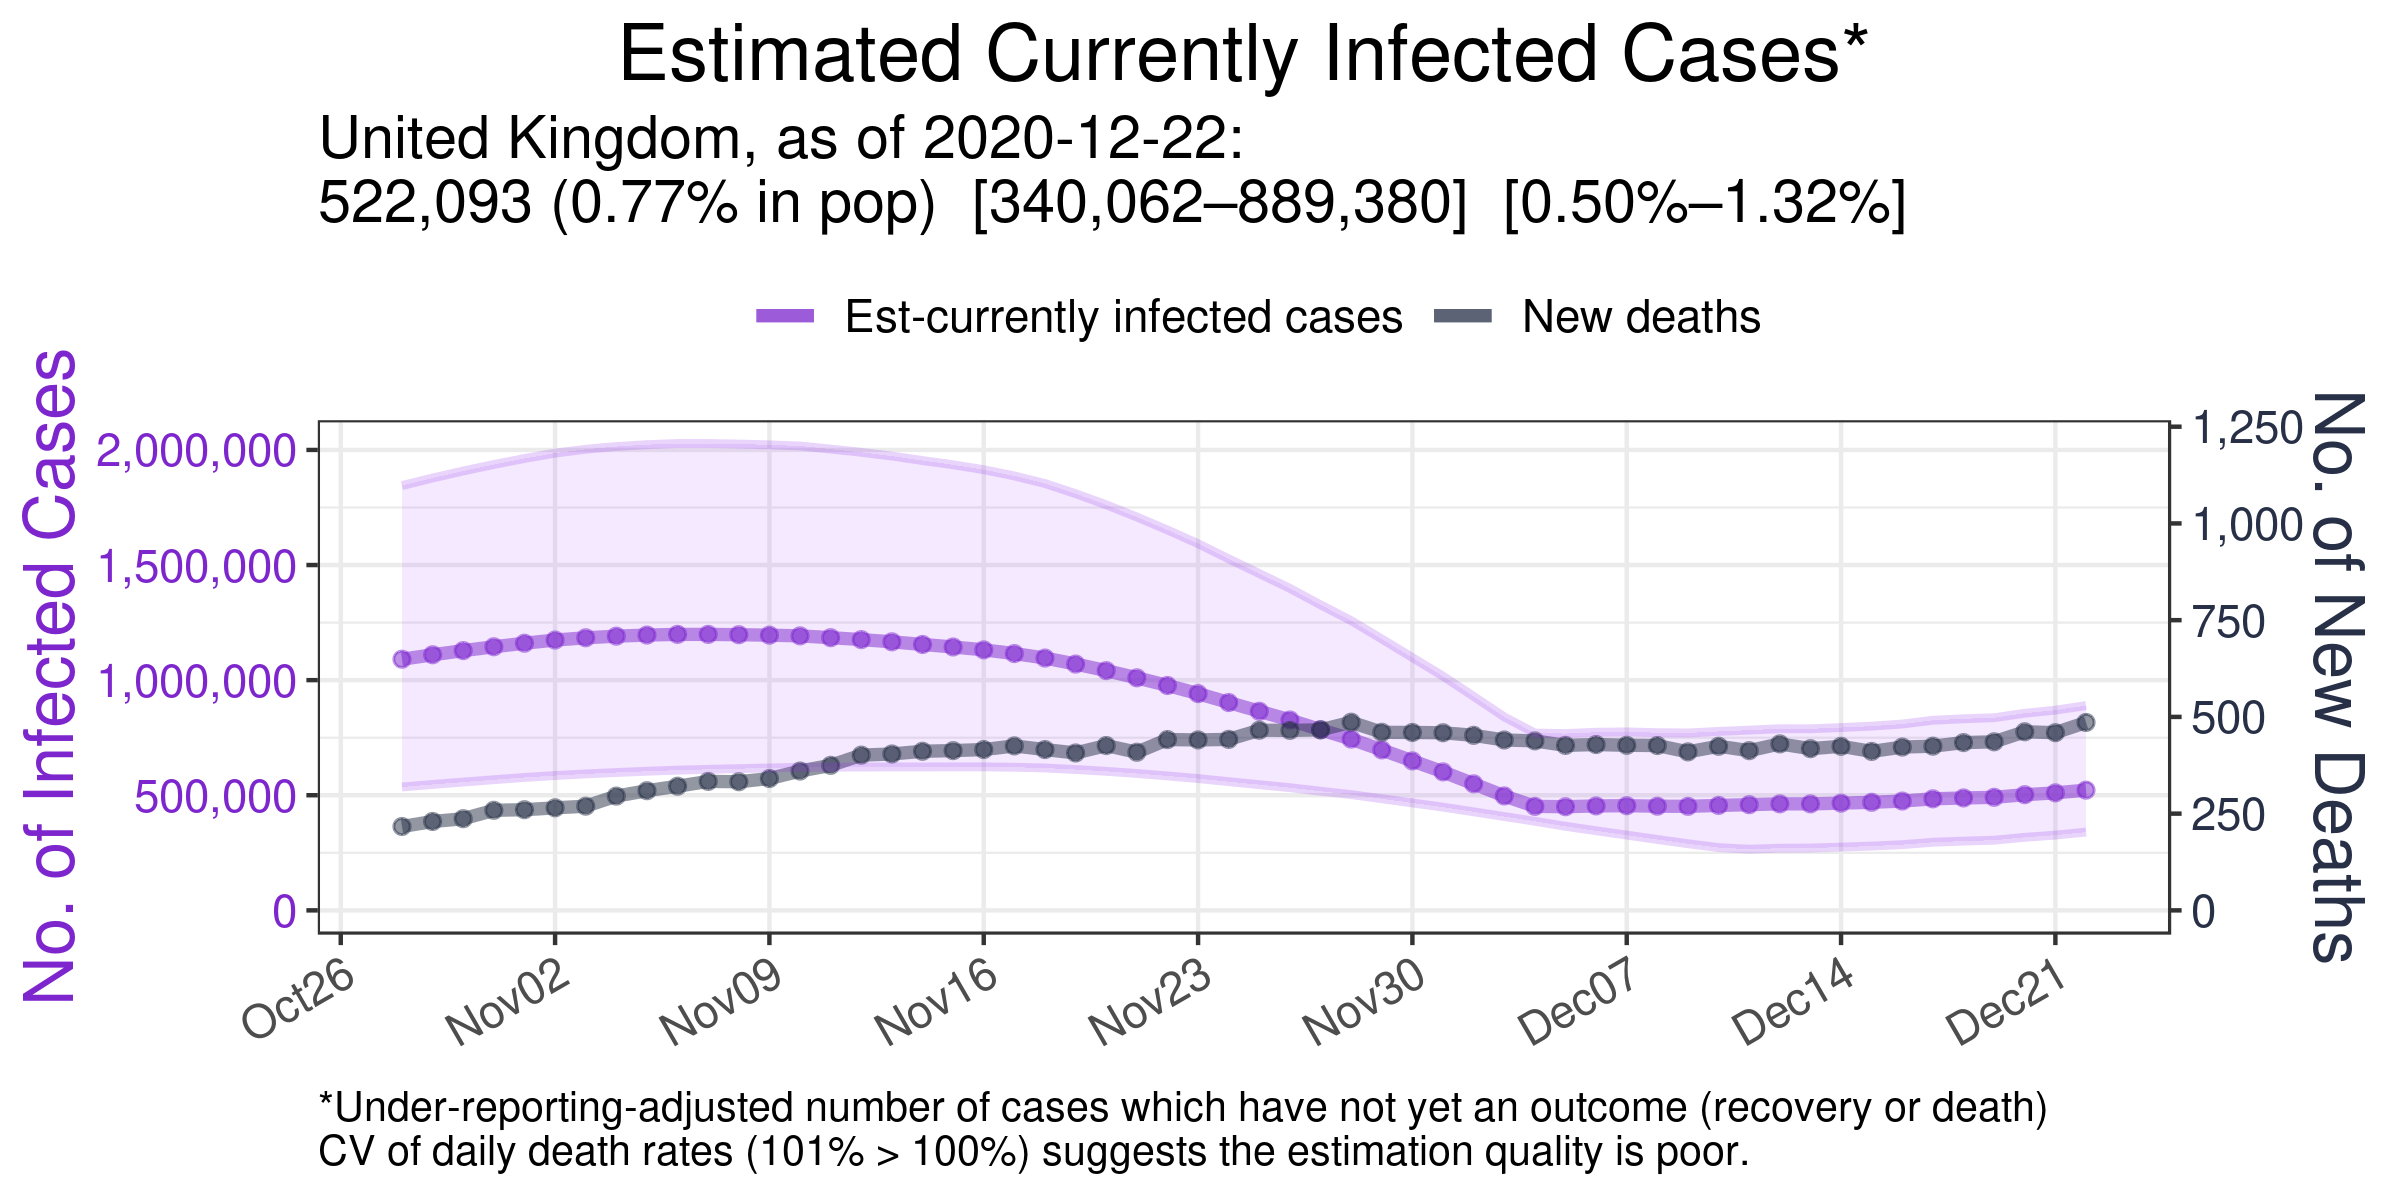 Estimated Currently Infected Cases*
United Kingdom, as of 2020-12-22:
522,093 (0.77% in pop)  [340,062–889,380]  [0.50%–1.32%]
Est-currently infected cases
New deaths
No. of Infected Cases
2,000,000
1,500,000
1,000,000
500,000
0
1,250
1,000
750
500
250
0
No. of New Deaths
Oct26
Nov02
Nov09
Nov16
Nov23
Nov30
Dec07
Dec14
Dec21
*Under-reporting-adjusted number of cases which have not yet an outcome (recovery or death)
CV of daily death rates (101% > 100%) suggests the estimation quality is poor.